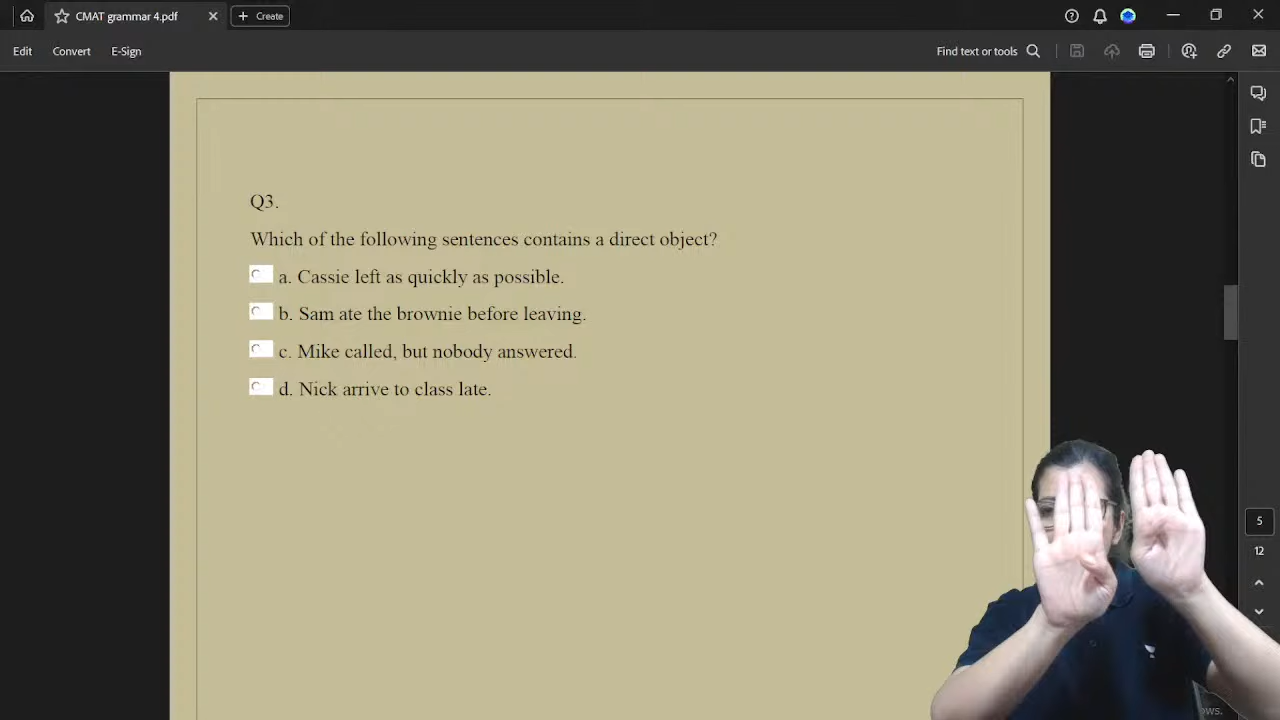 CMAT grammar 4.pdf
Create
Edit
Convert
E-Sign
Find text or tools
Q3.
Which of the following sentences contains a direct object?
a. Cassie left as quickly as possible.
b. Sam ate the brownie before leaving.
c. Mike called, but nobody answered.
d. Nick arrive to class late.
5
12